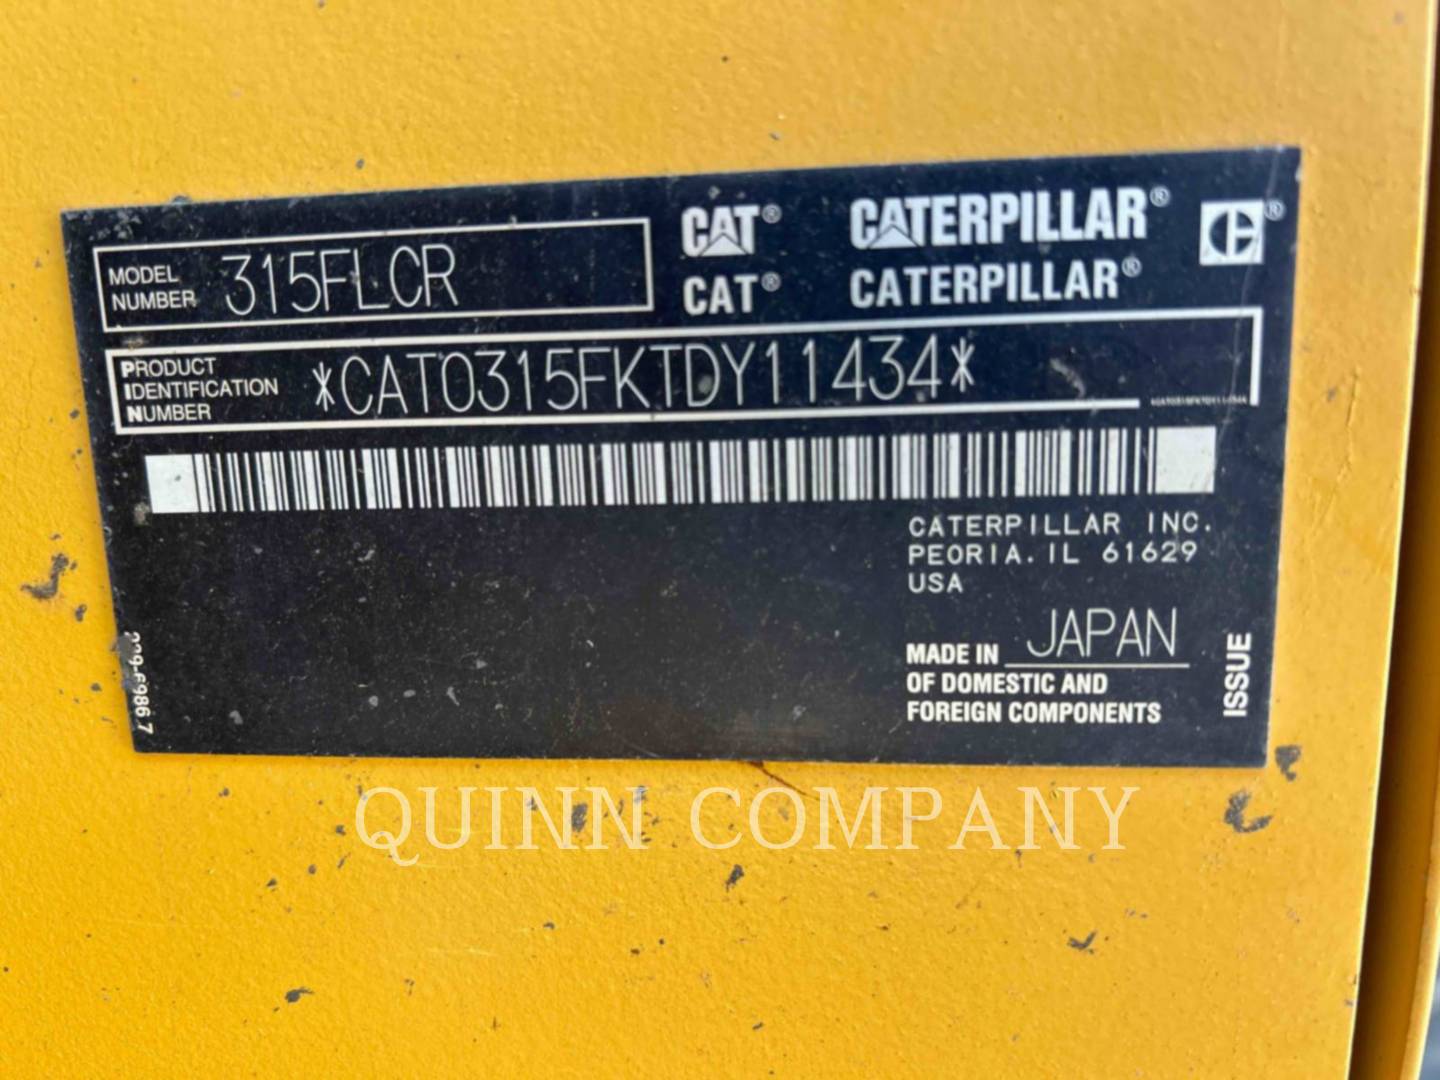 MODEL NUMBER 315FLCR
CAT® CATERPILLAR® ®
CAT® CATERPILLAR®
PRODUCT
IDENTIFICATION
NUMBER
*CAT0315FKTDY11434*
*CAT0315FKTDY11434*
CATERPILLAR INC.
PEORIA. IL 61629
USA
MADE IN JAPAN
OF DOMESTIC AND
FOREIGN COMPONENTS
ISSUE
QUINN COMPANY